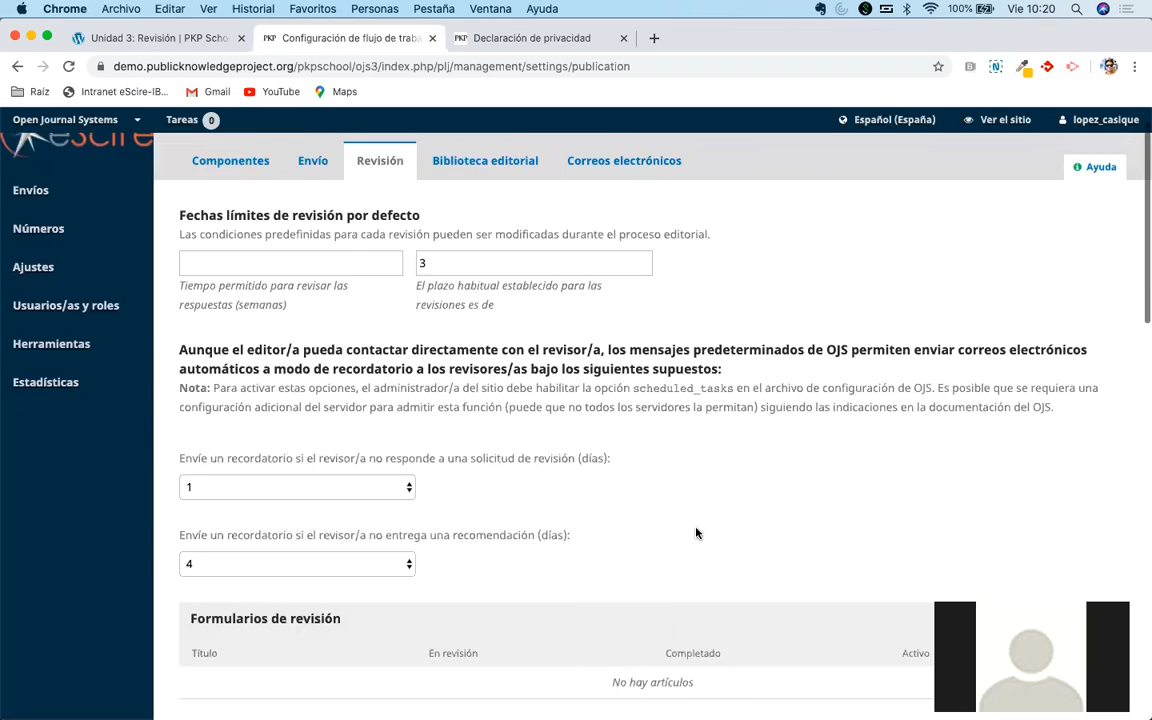 Chrome Archivo Editar Ver Historial Favoritos Personas Pestaña Ventana Ayuda 100% Vie 10:20
Unidad 3: Revisión | PKP Scho Configuración de flujo de traba PKP Declaración de privacidad
demo.publicknowledgeproject.org/pkpschool/ojs3/index.php/plj/management/settings/publication
Raíz Intranet eScire-IB... Gmail YouTube Maps
Open Journal Systems Tareas 0 Español (España) Ver el sitio lopez_casique
Componentes Envío Revisión Biblioteca editorial Correos electrónicos
Ayuda
Envíos
Números
Ajustes
Usuarios/as y roles
Herramientas
Estadísticas
Fechas límites de revisión por defecto
Las condiciones predefinidas para cada revisión pueden ser modificadas durante el proceso editorial.
3
Tiempo permitido para revisar las respuestas (semanas)
El plazo habitual establecido para las revisiones es de
Aunque el editor/a pueda contactar directamente con el revisor/a, los mensajes predeterminados de OJS permiten enviar correos electrónicos
automáticos a modo de recordatorio a los revisores/as bajo los siguientes supuestos:
Nota: Para activar estas opciones, el administrador/a del sitio debe habilitar la opción scheduled_tasks en el archivo de configuración de OJS. Es posible que se requiera una
configuración adicional del servidor para admitir esta función (puede que no todos los servidores la permitan) siguiendo las indicaciones en la documentación del OJS.
Envíe un recordatorio si el revisor/a no responde a una solicitud de revisión (días):
1
Envíe un recordatorio si el revisor/a no entrega una recomendación (días):
4
Formularios de revisión
Título En revisión Completado Activo
No hay artículos